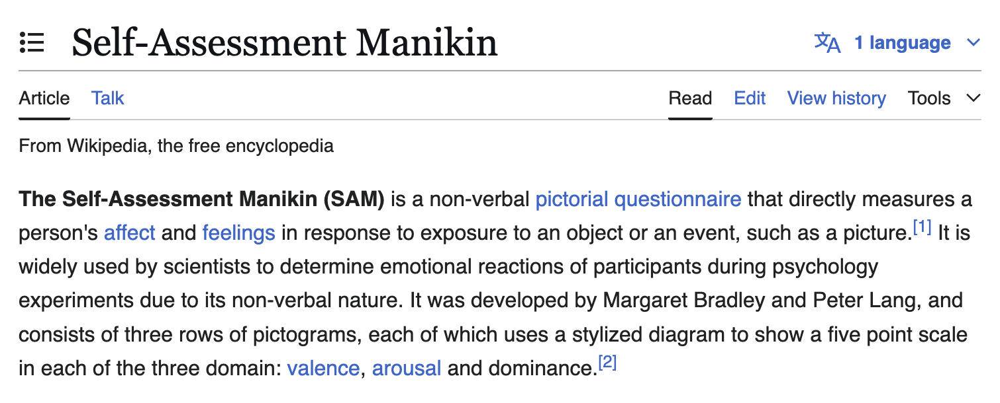 Self-Assessment Manikin
1 language
Article Talk
Read Edit View history Tools
From Wikipedia, the free encyclopedia
The Self-Assessment Manikin (SAM) is a non-verbal pictorial questionnaire that directly measures a
person's affect and feelings in response to exposure to an object or an event, such as a picture.[1] It is
widely used by scientists to determine emotional reactions of participants during psychology
experiments due to its non-verbal nature. It was developed by Margaret Bradley and Peter Lang, and
consists of three rows of pictograms, each of which uses a stylized diagram to show a five point scale
in each of the three domain: valence, arousal and dominance.[2]